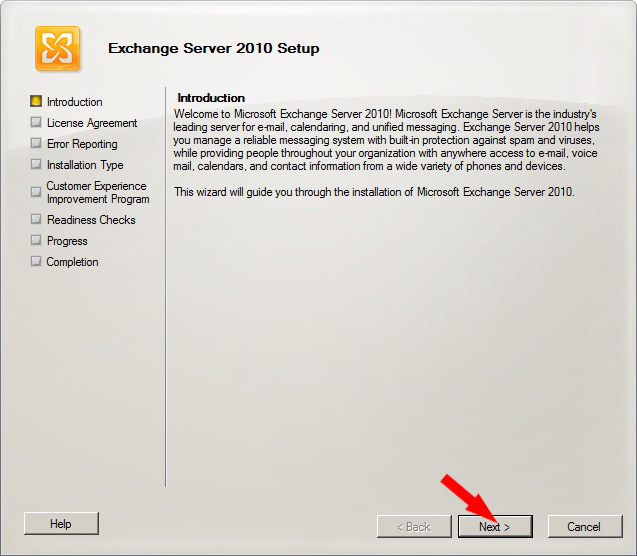 Exchange Server 2010 Setup
Introduction
License Agreement
Error Reporting
Installation Type
Customer Experience
Improvement Program
Readiness Checks
Progress
Completion
Introduction
Welcome to Microsoft Exchange Server 2010! Microsoft Exchange Server is the industry's
leading server for e-mail, calendaring, and unified messaging. Exchange Server 2010 helps
you manage a reliable messaging system with built-in protection against spam and viruses,
while providing people throughout your organization with anywhere access to e-mail, voice
mail, calendars, and contact information from a wide variety of phones and devices.
This wizard will guide you through the installation of Microsoft Exchange Server 2010.
Help
< Back
Next >
Cancel